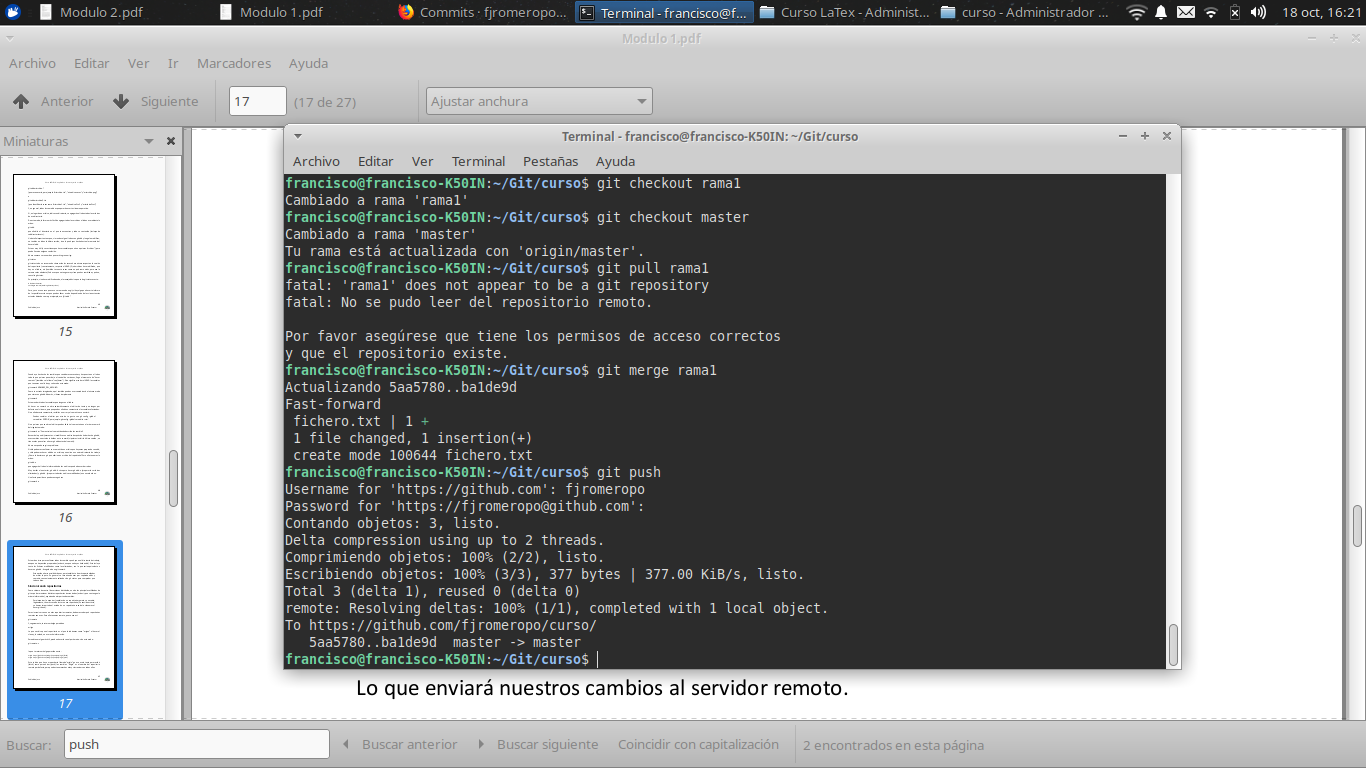 Modulo 2.pdf
Modulo 1.pdf
Commits · fjromeropo...
Terminal - francisco@f...
Curso LaTex - Administ...
curso - Administrador ...
18 oct, 16:21
Modulo 1.pdf
Archivo Editar Ver Ir Marcadores Ayuda
Anterior Siguiente 17 (17 de 27) Ajustar anchura
Miniaturas
15
16
17
Terminal - francisco@francisco-K50IN: ~/Git/curso
Archivo Editar Ver Terminal Pestañas Ayuda
francisco@francisco-K50IN:~/Git/curso$ git checkout rama1
Cambiado a rama 'rama1'
francisco@francisco-K50IN:~/Git/curso$ git checkout master
Cambiado a rama 'master'
Tu rama está actualizada con 'origin/master'.
francisco@francisco-K50IN:~/Git/curso$ git pull rama1
fatal: 'rama1' does not appear to be a git repository
fatal: No se pudo leer del repositorio remoto.
Por favor asegúrese que tiene los permisos de acceso correctos
y que el repositorio existe.
francisco@francisco-K50IN:~/Git/curso$ git merge rama1
Actualizando 5aa5780..ba1de9d
Fast-forward
fichero.txt | 1 +
1 file changed, 1 insertion(+)
create mode 100644 fichero.txt
francisco@francisco-K50IN:~/Git/curso$ git push
Username for 'https://github.com': fjromeropo
Password for 'https://fjromeropo@github.com':
Contando objetos: 3, listo.
Delta compression using up to 2 threads.
Comprimiendo objetos: 100% (2/2), listo.
Escribiendo objetos: 100% (3/3), 377 bytes | 377.00 KiB/s, listo.
Total 3 (delta 1), reused 0 (delta 0)
remote: Resolving deltas: 100% (1/1), completed with 1 local object.
To https://github.com/fjromeropo/curso/
5aa5780..ba1de9d master -> master
francisco@francisco-K50IN:~/Git/curso$
Lo que enviará nuestros cambios al servidor remoto.
Buscar: push Buscar anterior Buscar siguiente Coincidir con capitalización 2 encontrados en esta página